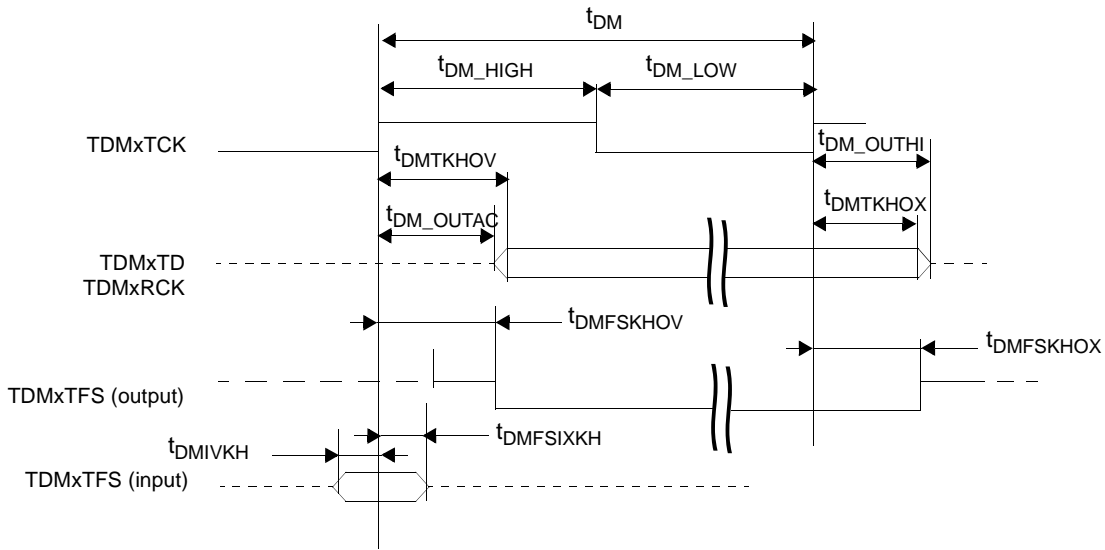 tDM
tDM_HIGH
tDM_LOW
TDMxTCK
tDM_OUTHI
tDMTKHOV
tDMTKHOX
tDM_OUTAC
TDMxTD
TDMxRCK
tDMFSKHOV
tDMFSKHOX
TDMxTFS (output)
tDMFSIXKH
tDMIVKH
TDMxTFS (input)